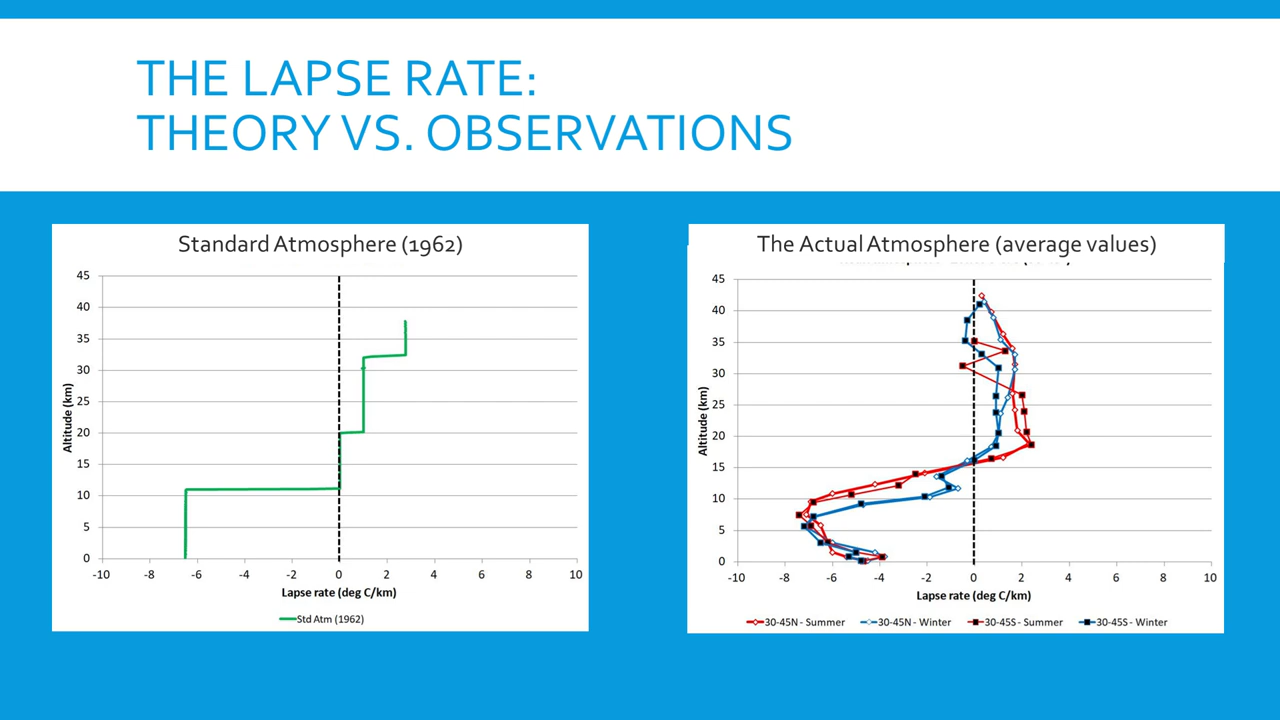 THE LAPSE RATE:
THEORY VS. OBSERVATIONS
Standard Atmosphere (1962)
45
40
35
30
25
20
15
10
5
0
Altitude (km)
-10 -8 -6 -4 -2 0 2 4 6 8 10
Lapse rate (deg C/km)
Std Atm (1962)
The Actual Atmosphere (average values)
45
40
35
30
25
20
15
10
5
0
Altitude (km)
-10 -8 -6 -4 -2 0 2 4 6 8 10
Lapse rate (deg C/km)
30-45N - Summer 30-45N - Winter 30-45S - Summer 30-45S - Winter